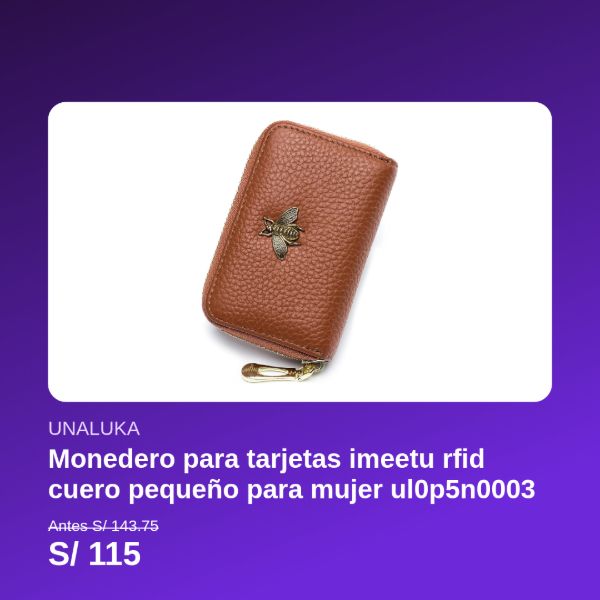 UNALUKA
Monedero para tarjetas imeetu rfid
cuero pequeño para mujer ul0p5n0003
Antes S/ 143.75
S/ 115